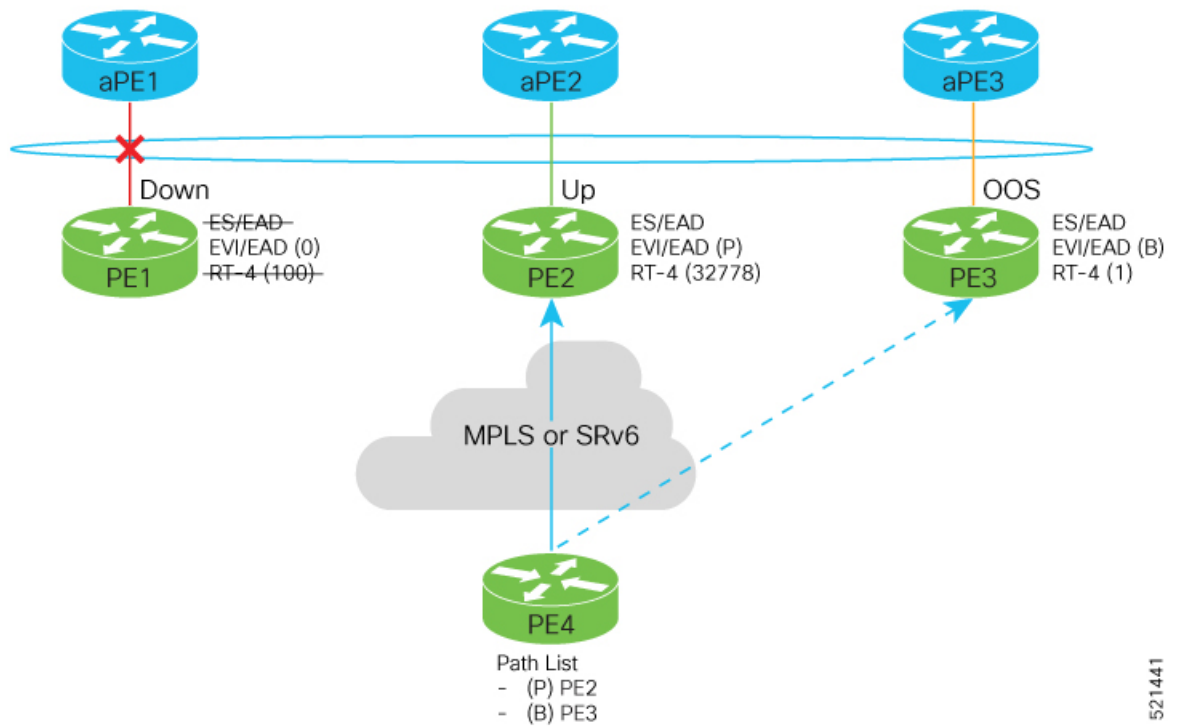 aPE1
aPE2
aPE3
Down
Up
OOS
PE1
ES/EAD
EVI/EAD (0)
RT-4 (100)
PE2
ES/EAD
EVI/EAD (P)
RT-4 (32778)
PE3
ES/EAD
EVI/EAD (B)
RT-4 (1)
MPLS or SRv6
PE4
Path List
- (P) PE2
- (B) PE3
521441